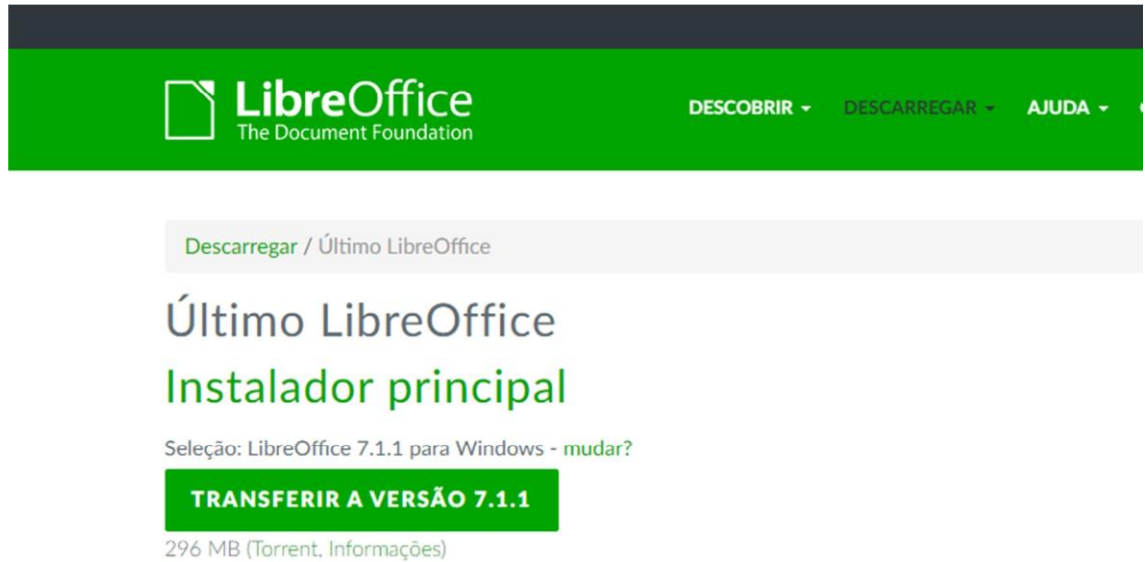 LibreOffice
The Document Foundation
DESCOBRIR DESCARREGAR AJUDA
Descarregar / Último LibreOffice
Último LibreOffice
Instalador principal
Seleção: LibreOffice 7.1.1 para Windows - mudar?
TRANSFERIR A VERSÃO 7.1.1
296 MB (Torrent, Informações)